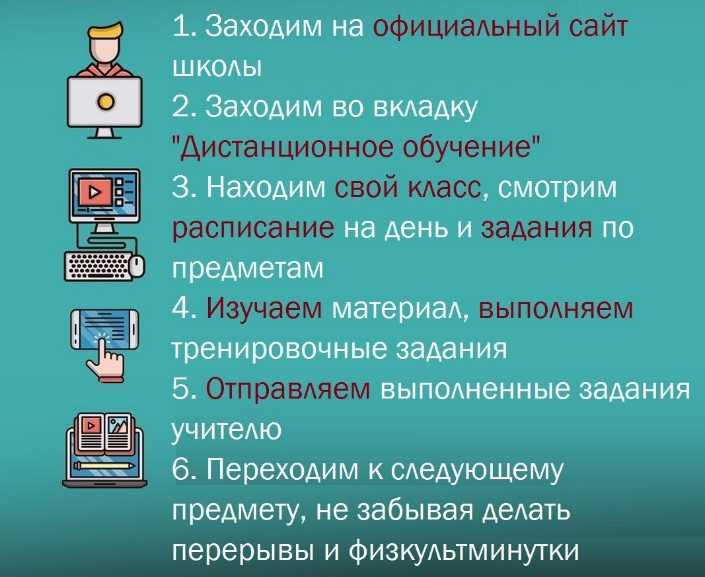 1. Заходим на официальный сайт
школы
2. Заходим во вкладку
"Дистанционное обучение"
3. Находим свой класс, смотрим
расписание на день и задания по
предметам
4. Изучаем материал, выполняем
тренировочные задания
5. Отправляем выполненные задания
учителю
6. Переходим к следующему
предмету, не забывая делать
перерывы и физкультминутки